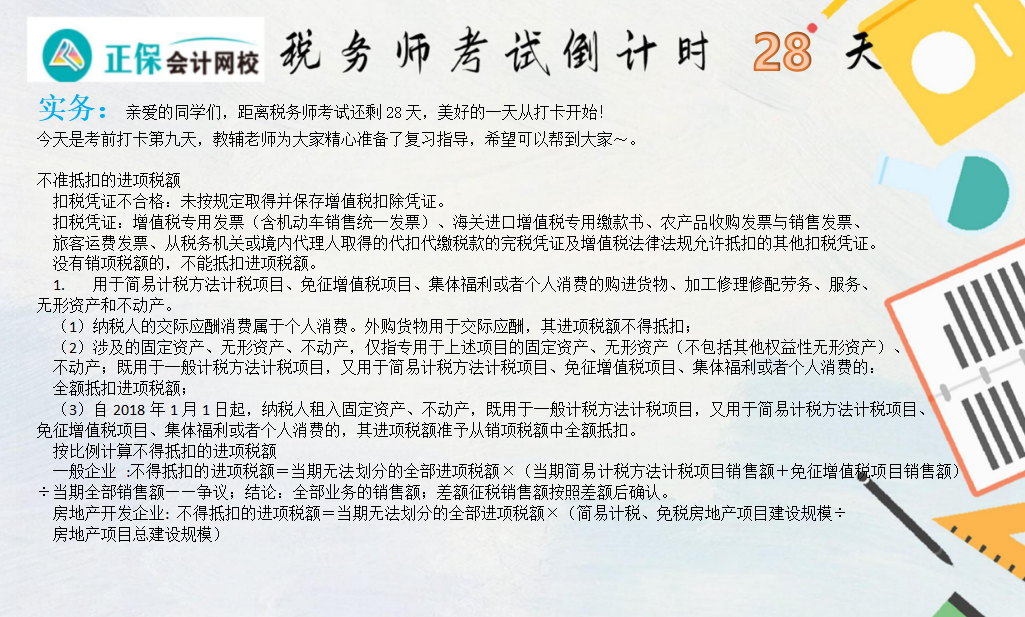 正保会计网校 税务师考试倒计时 28 天
实务：亲爱的同学们，距离税务师考试还剩 28 天，美好的一天从打卡开始！
今天是考前打卡第九天，教辅老师为大家精心准备了复习指导，希望可以帮到大家～。
不准抵扣的进项税额
扣税凭证不合格：未按规定取得并保存增值税扣除凭证。
扣税凭证：增值税专用发票（含机动车销售统一发票）、海关进口增值税专用缴款书、农产品收购发票与销售发票、
旅客运费发票、从税务机关或境内代理人取得的代扣代缴税款的完税凭证及增值税法律法规允许抵扣的其他扣税凭证。
没有销项税额的，不能抵扣进项税额。
1. 用于简易计税方法计税项目、免征增值税项目、集体福利或者个人消费的购进货物、加工修理修配劳务、服务、
无形资产和不动产。
（1）纳税人的交际应酬消费属于个人消费。外购货物用于交际应酬，其进项税额不得抵扣；
（2）涉及的固定资产、无形资产、不动产，仅指专用于上述项目的固定资产、无形资产（不包括其他权益性无形资产）、
不动产；既用于一般计税方法计税项目，又用于简易计税方法计税项目、免征增值税项目、集体福利或者个人消费的：
全额抵扣进项税额；
（3）自 2018 年 1 月 1 日起，纳税人租入固定资产、不动产，既用于一般计税方法计税项目，又用于简易计税方法计税项目、
免征增值税项目、集体福利或者个人消费的，其进项税额准予从销项税额中全额抵扣。
按比例计算不得抵扣的进项税额
一般企业 :不得抵扣的进项税额＝当期无法划分的全部进项税额×（当期简易计税方法计税项目销售额＋免征增值税项目销售额）
÷当期全部销售额——争议；结论：全部业务的销售额；差额征税销售额按照差额后确认。
房地产开发企业: 不得抵扣的进项税额＝当期无法划分的全部进项税额×（简易计税、免税房地产项目建设规模÷
房地产项目总建设规模）